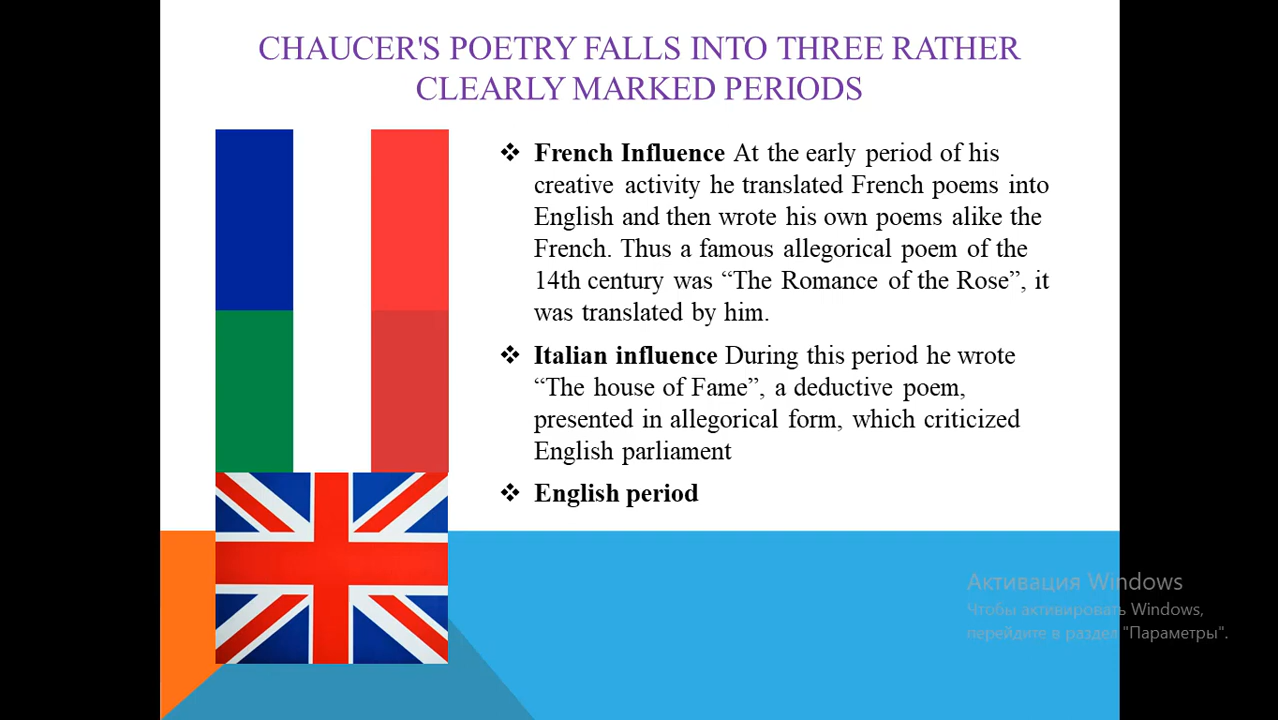 CHAUCER'S POETRY FALLS INTO THREE RATHER
CLEARLY MARKED PERIODS
❖ French Influence At the early period of his
creative activity he translated French poems into
English and then wrote his own poems alike the
French. Thus a famous allegorical poem of the
14th century was “The Romance of the Rose”, it
was translated by him.
❖ Italian influence During this period he wrote
“The house of Fame”, a deductive poem,
presented in allegorical form, which criticized
English parliament
❖ English period
Активация Windows
Чтобы активировать Windows,
перейдите в раздел "Параметры".